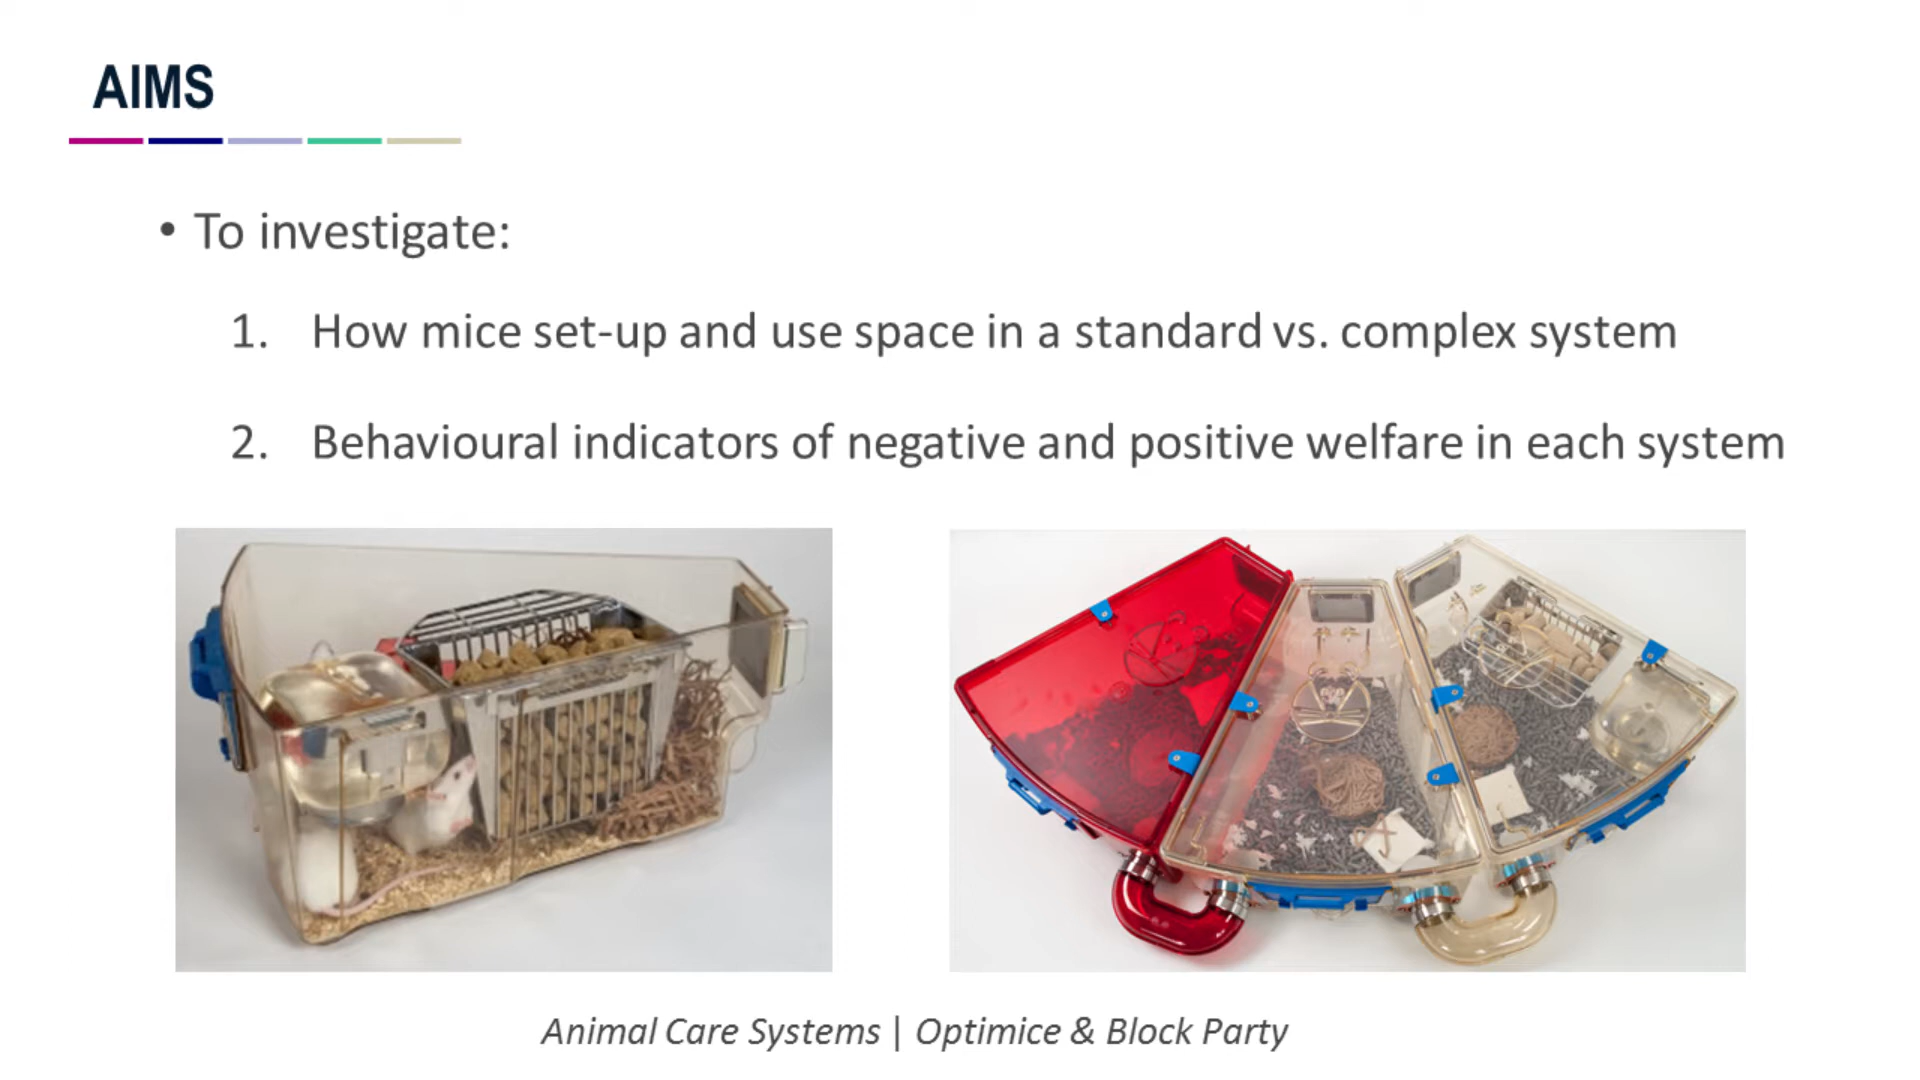 AIMS
• To investigate:
1. How mice set-up and use space in a standard vs. complex system
2. Behavioural indicators of negative and positive welfare in each system
Animal Care Systems | Optimice & Block Party